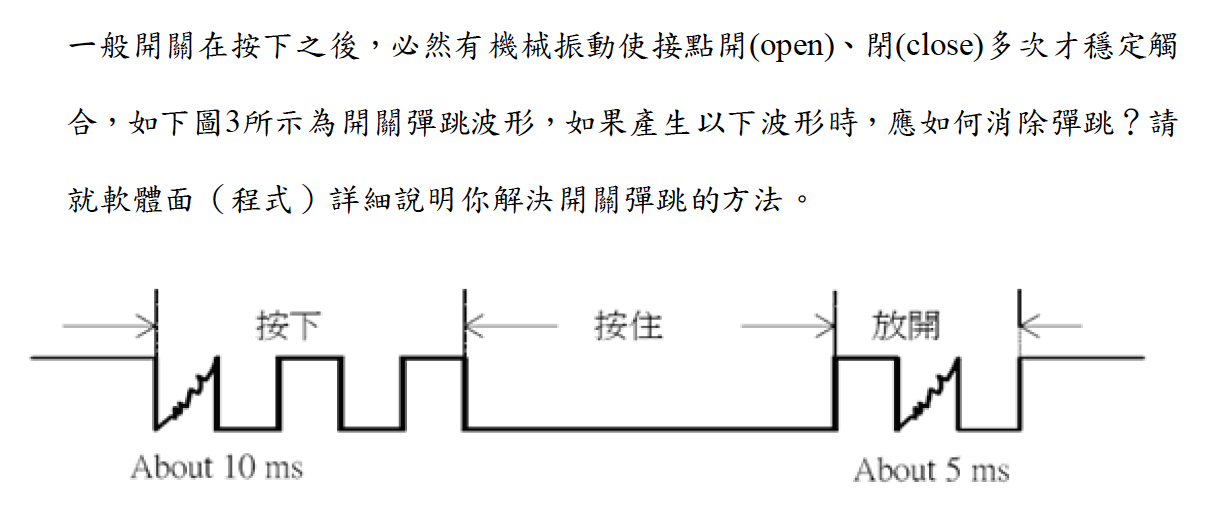 一般開關在按下之後，必然有機械振動使接點開(open)、閉(close)多次才穩定觸
合，如下圖3所示為開關彈跳波形，如果產生以下波形時，應如何消除彈跳？請
就軟體面（程式）詳細說明你解決開關彈跳的方法。
按下 按住 放開
About 10 ms About 5 ms